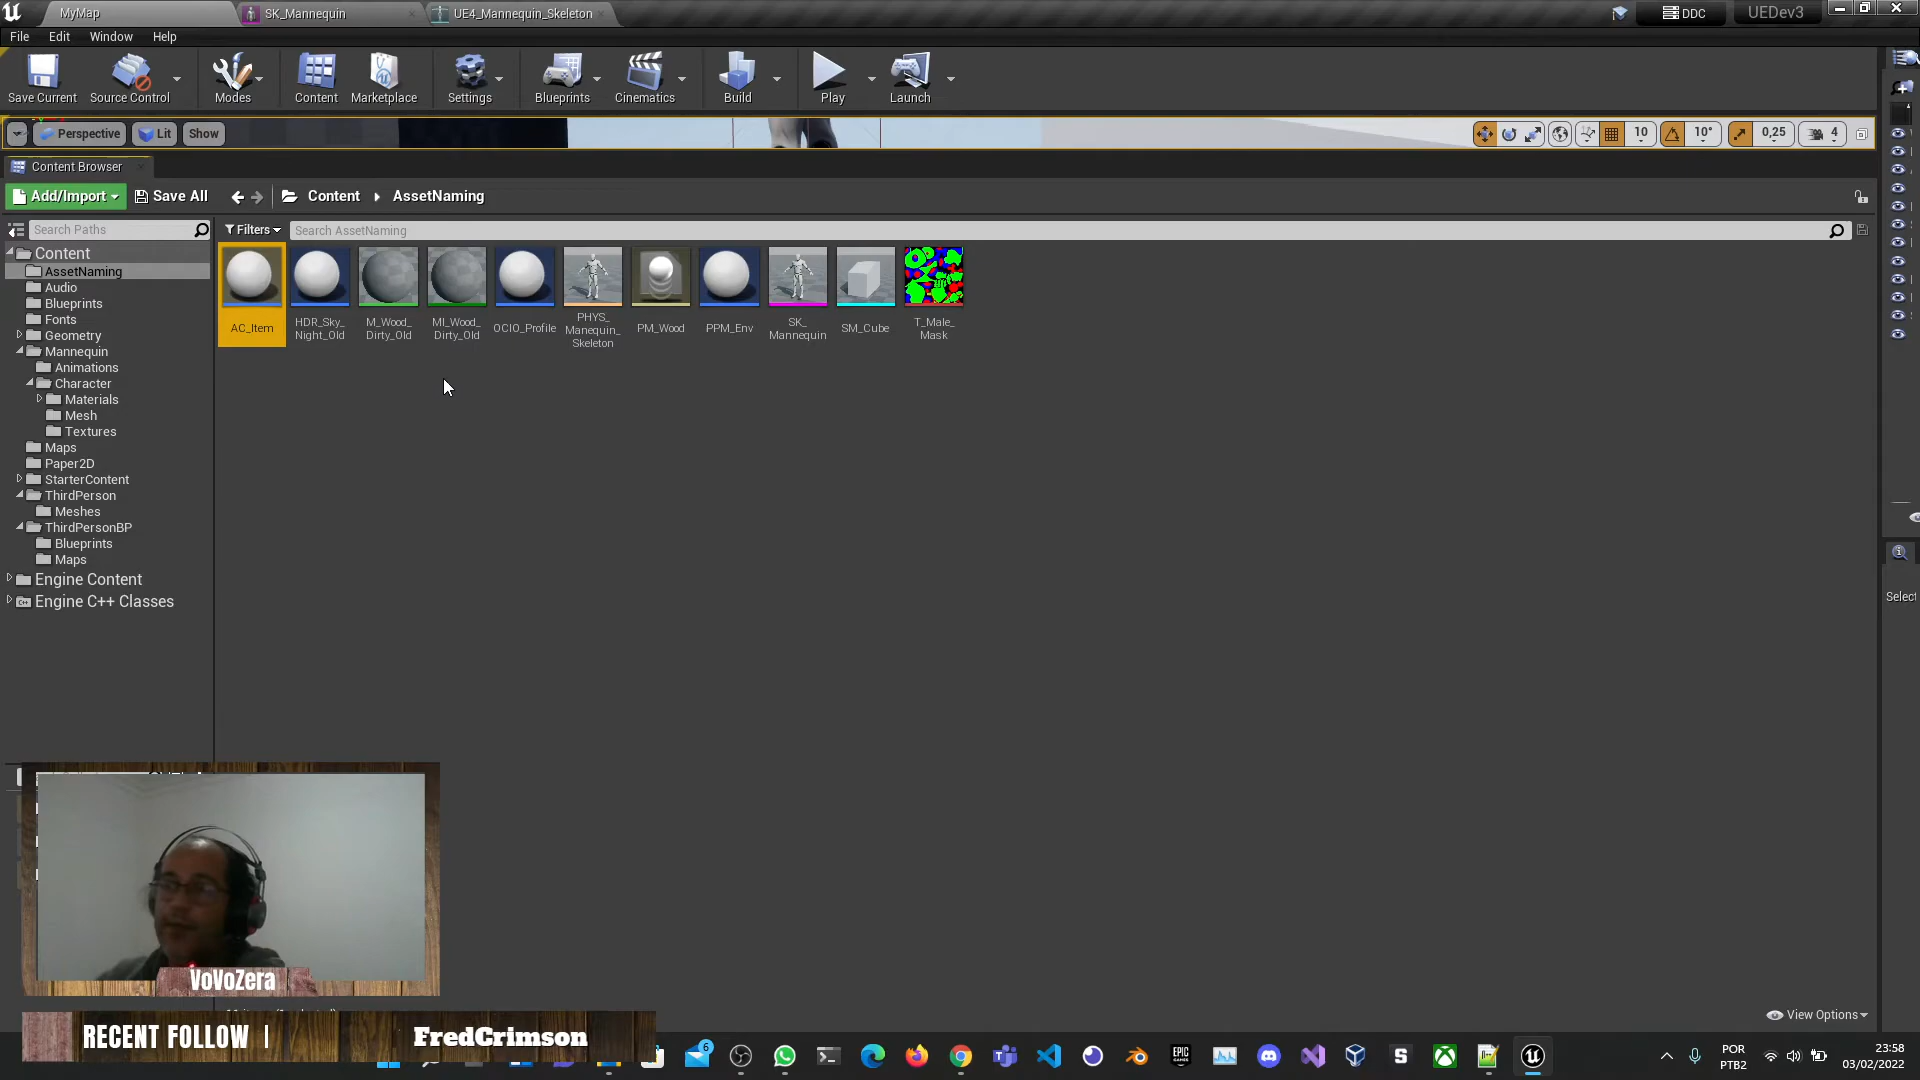 MyMap
SK_Mannequin
UE4_Mannequin_Skeleton
DDC
UEDev3
File Edit Window Help
Save Current
Source Control
Modes
Content
Marketplace
Settings
Blueprints
Cinematics
Build
Play
Launch
Perspective
Lit
Show
10
10°
0,25
4
Content Browser
Add/Import
Save All
Content
AssetNaming
Search Paths
Filters
Search AssetNaming
Content
AssetNaming
Audio
Blueprints
Fonts
Geometry
Mannequin
Animations
Character
Materials
Mesh
Textures
Maps
Paper2D
StarterContent
ThirdPerson
Meshes
ThirdPersonBP
Blueprints
Maps
Engine Content
Engine C++ Classes
AC_Item
HDR_Sky_
Night_Old
M_Wood_
Dirty_Old
MI_Wood_
Dirty_Old
OCIO_Profile
PHYS_
Manequin_
Skeleton
PM_Wood
PPM_Env
SK_
Mannequin
SM_Cube
T_Male_
Mask
Select
View Options
VoVoZera
RECENT FOLLOW |
FredCrimson
6
POR
PTB2
23:58
03/02/2022